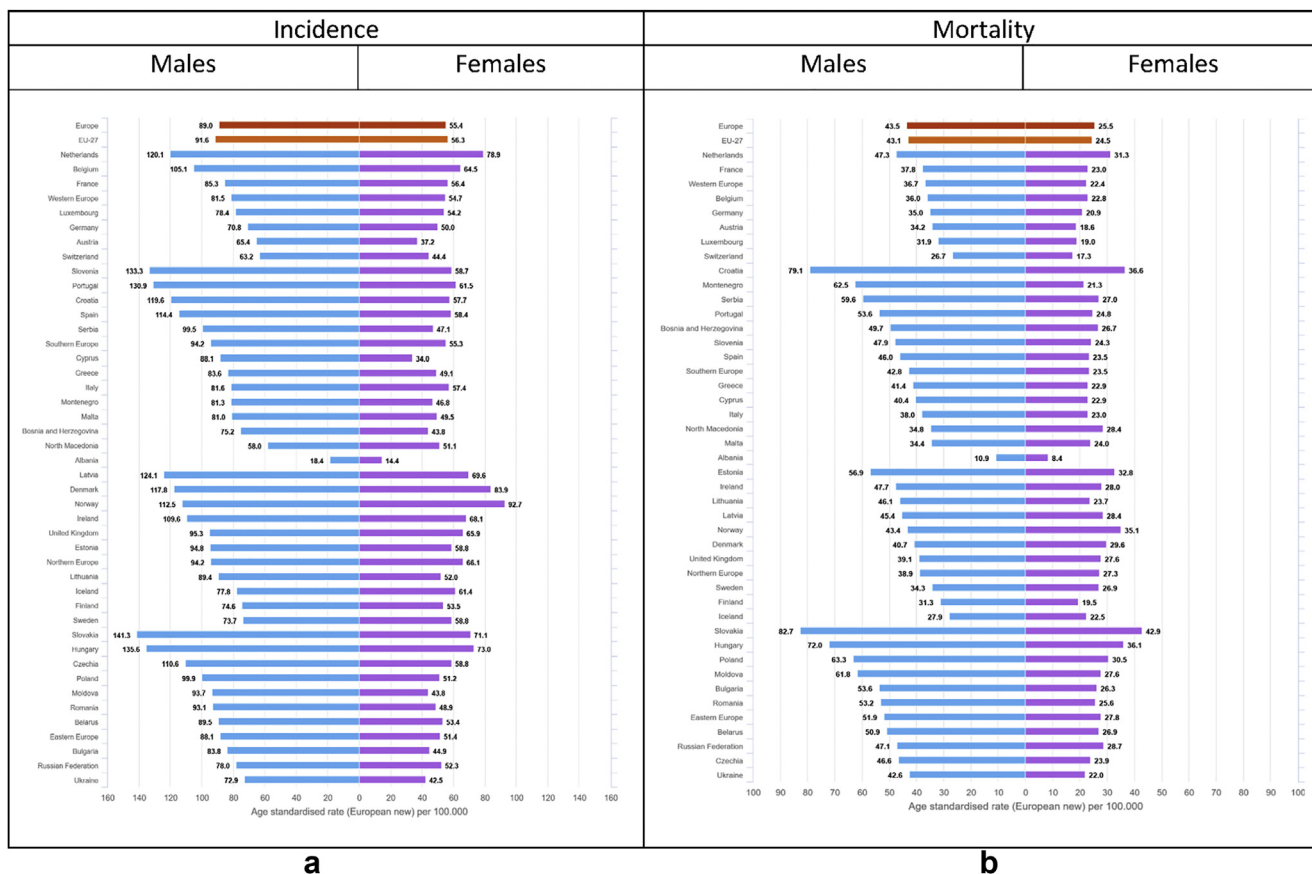 Incidence
Mortality
Males Females
Males Females
Europe 89.0 55.4
EU-27 91.6 56.3
Netherlands 120.1 78.9
Belgium 105.1 64.5
France 85.3 56.4
Western Europe 81.5 54.7
Luxembourg 78.4 54.2
Germany 70.8 50.0
Austria 65.4 37.2
Switzerland 63.2 44.4
Slovenia 133.3 58.7
Portugal 130.9 61.5
Croatia 119.6 57.7
Spain 114.4 58.4
Serbia 99.5 47.1
Southern Europe 94.2 55.3
Cyprus 88.1 34.0
Greece 83.6 49.1
Italy 81.6 57.4
Montenegro 81.3 46.8
Malta 81.0 49.5
Bosnia and Herzegovina 75.2 43.8
North Macedonia 58.0 51.1
Albania 18.4 14.4
Latvia 124.1 69.6
Denmark 117.8 83.9
Norway 112.5 92.7
Ireland 109.6 68.1
United Kingdom 95.3 65.9
Estonia 94.8 58.8
Northern Europe 94.2 66.1
Lithuania 89.4 52.0
Iceland 77.8 61.4
Finland 74.6 53.5
Sweden 73.7 58.8
Slovakia 141.3 71.1
Hungary 135.6 73.0
Czechia 110.6 58.8
Poland 99.9 51.2
Moldova 93.7 43.8
Romania 93.1 48.9
Belarus 89.5 53.4
Eastern Europe 88.1 51.4
Bulgaria 83.8 44.9
Russian Federation 78.0 52.3
Ukraine 72.9 42.5
160 140 120 100 80 60 40 20 0 20 40 60 80 100 120 140 160
Age standardised rate (European new) per 100.000
a
Europe 43.5 25.5
EU-27 43.1 24.5
Netherlands 47.3 31.3
France 37.8 23.0
Western Europe 36.7 22.4
Belgium 36.0 22.8
Germany 35.0 20.9
Austria 34.2 18.6
Luxembourg 31.9 19.0
Switzerland 26.7 17.3
Croatia 79.1 36.6
Montenegro 62.5 21.3
Serbia 59.6 27.0
Portugal 53.6 24.8
Bosnia and Herzegovina 49.7 26.7
Slovenia 47.9 24.3
Spain 46.0 23.5
Southern Europe 42.8 23.5
Greece 41.4 22.9
Cyprus 40.4 22.9
Italy 38.0 23.0
North Macedonia 34.8 28.4
Malta 34.4 24.0
Albania 10.9 8.4
Estonia 56.9 32.8
Ireland 47.7 28.0
Lithuania 46.1 23.7
Latvia 45.4 28.4
Norway 43.4 35.1
Denmark 40.7 29.6
United Kingdom 39.1 27.6
Northern Europe 38.9 27.3
Sweden 34.3 26.9
Finland 31.3 19.5
Iceland 27.9 22.5
Slovakia 82.7 42.9
Hungary 72.0 36.1
Poland 63.3 30.5
Moldova 61.8 27.6
Bulgaria 53.6 26.3
Romania 53.2 25.6
Eastern Europe 51.9 27.8
Belarus 50.9 26.9
Russian Federation 47.1 28.7
Czechia 46.6 23.9
Ukraine 42.6 22.0
100 90 80 70 60 50 40 30 20 10 0 10 20 30 40 50 60 70 80 90 100
Age standardised rate (European new) per 100.000
b